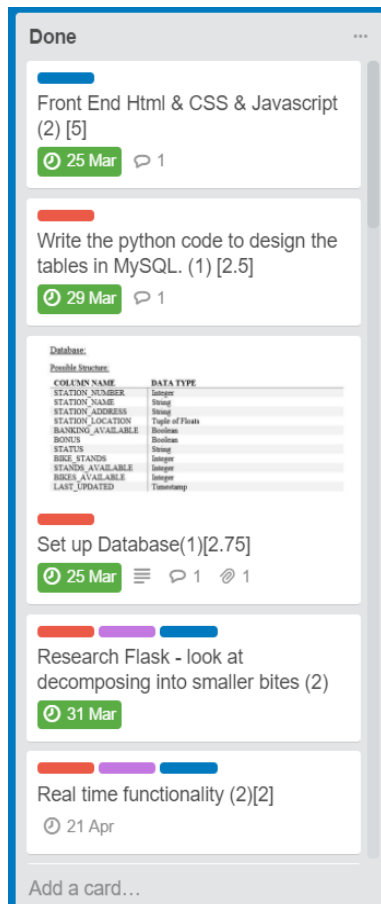 Done
Front End Html & CSS & Javascript
(2) [5]
25 Mar 1
Write the python code to design the
tables in MySQL. (1) [2.5]
29 Mar 1
Database:
Possible Structure:
COLUMN NAME DATA TYPE
STATION_NUMBER Integer
STATION_NAME String
STATION_ADDRESS String
STATION_LOCATION Tuple of Floats
BANKING_AVAILABLE Boolean
BONUS Boolean
STATUS String
BIKE_STANDS Integer
STANDS_AVAILABLE Integer
BIKES_AVAILABLE Integer
LAST_UPDATED Timestamp
Set up Database(1)[2.75]
25 Mar 1 1
Research Flask - look at
decomposing into smaller bites (2)
31 Mar
Real time functionality (2)[2]
21 Apr
Add a card…